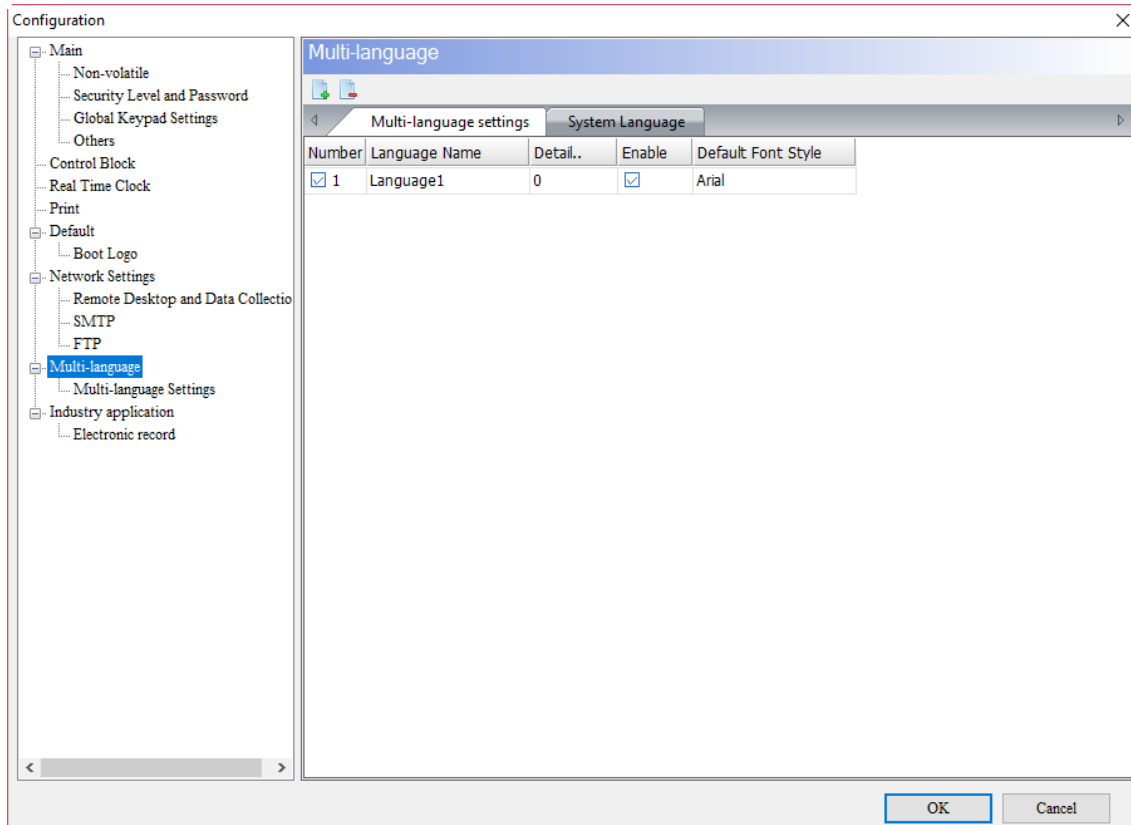 Configuration
Main
Non-volatile
Security Level and Password
Global Keypad Settings
Others
Control Block
Real Time Clock
Print
Default
Boot Logo
Network Settings
Remote Desktop and Data Collectio
SMTP
FTP
Multi-language
Multi-language Settings
Industry application
Electronic record
Multi-language
Multi-language settings System Language
Number Language Name Detail.. Enable Default Font Style
1 Language1 0 Arial
OK Cancel